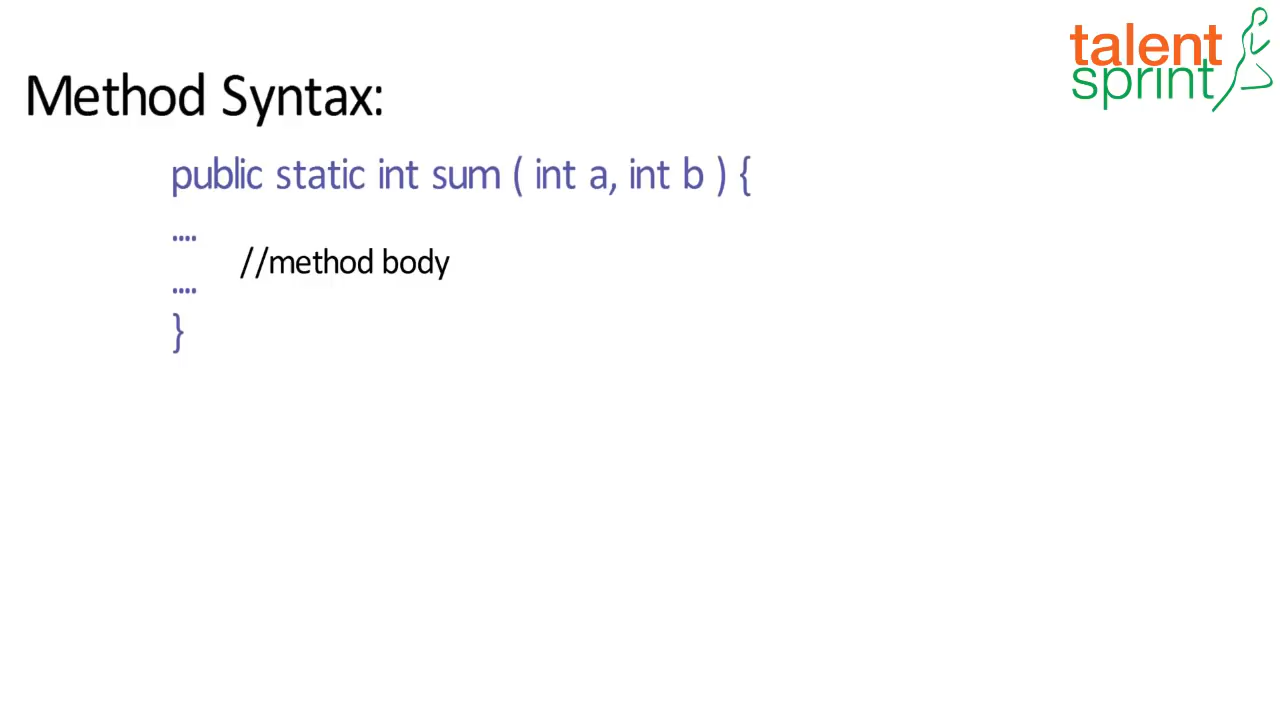 talent
sprint
Method Syntax:
public static int sum ( int a, int b ) {
....
//method body
....
}